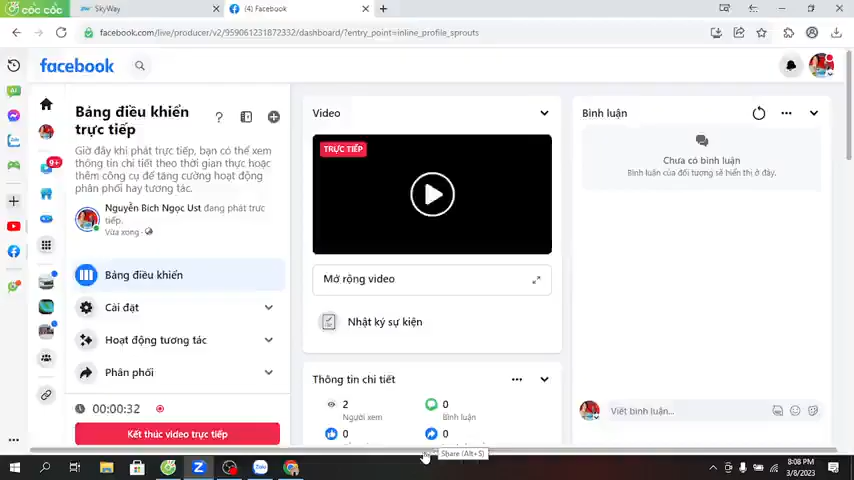 cốc cốc
SkyWay
(4) Facebook
facebook.com/live/producer/v2/959061231872332/dashboard/?entry_point=inline_profile_sprouts
facebook
Bảng điều khiển
trực tiếp
Giờ đây khi phát trực tiếp, bạn có thể xem
thông tin chi tiết theo thời gian thực hoặc
thêm công cụ để tăng cường hoạt động
phân phối hay tương tác.
Nguyễn Bích Ngọc Ust đang phát trực
tiếp.
Vừa xong ·
9+
Bảng điều khiển
Cài đặt
Hoạt động tương tác
Phân phối
00:00:32
Kết thúc video trực tiếp
Video
TRỰC TIẾP
Mở rộng video
Nhật ký sự kiện
Thông tin chi tiết
2
Người xem
0
Bình luận
0
0
Share (Alt+S)
Bình luận
Chưa có bình luận
Bình luận của đối tượng sẽ hiển thị ở đây.
Viết bình luận...
Zalo
8:08 PM
3/8/2023